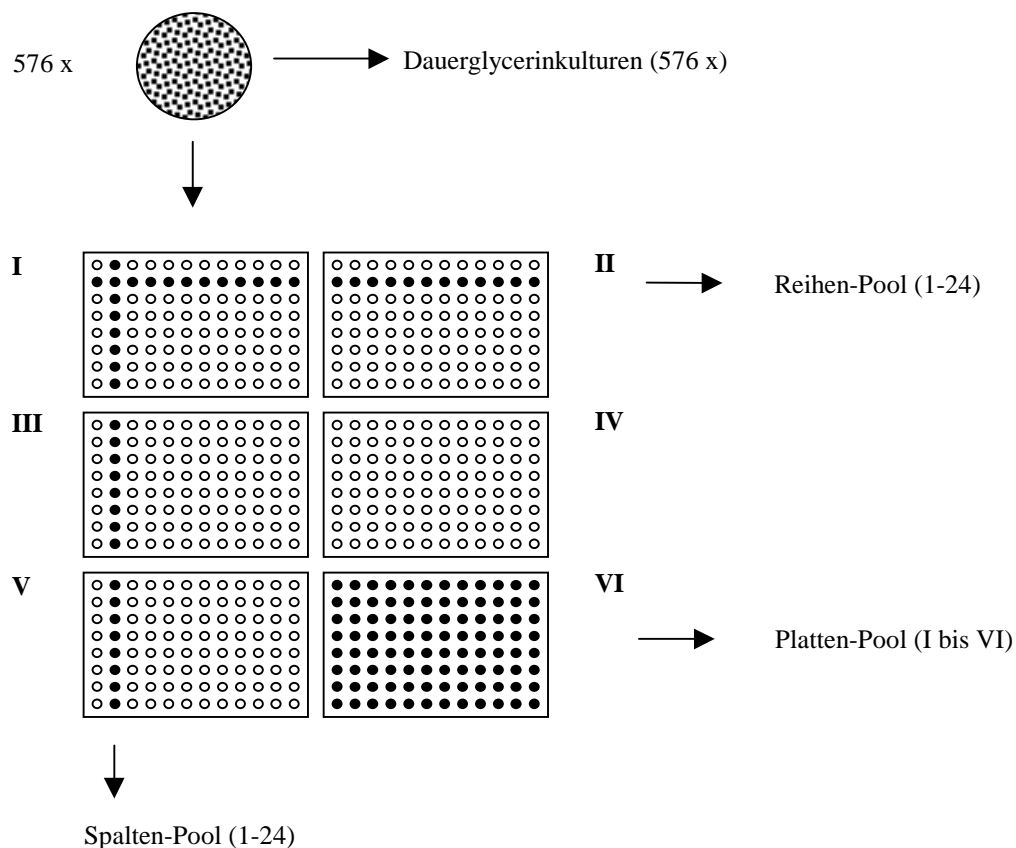 576 x
Dauerglycerinkulturen (576 x)
I
II
Reihen-Pool (1-24)
III
IV
V
VI
Platten-Pool (I bis VI)
Spalten-Pool (1-24)